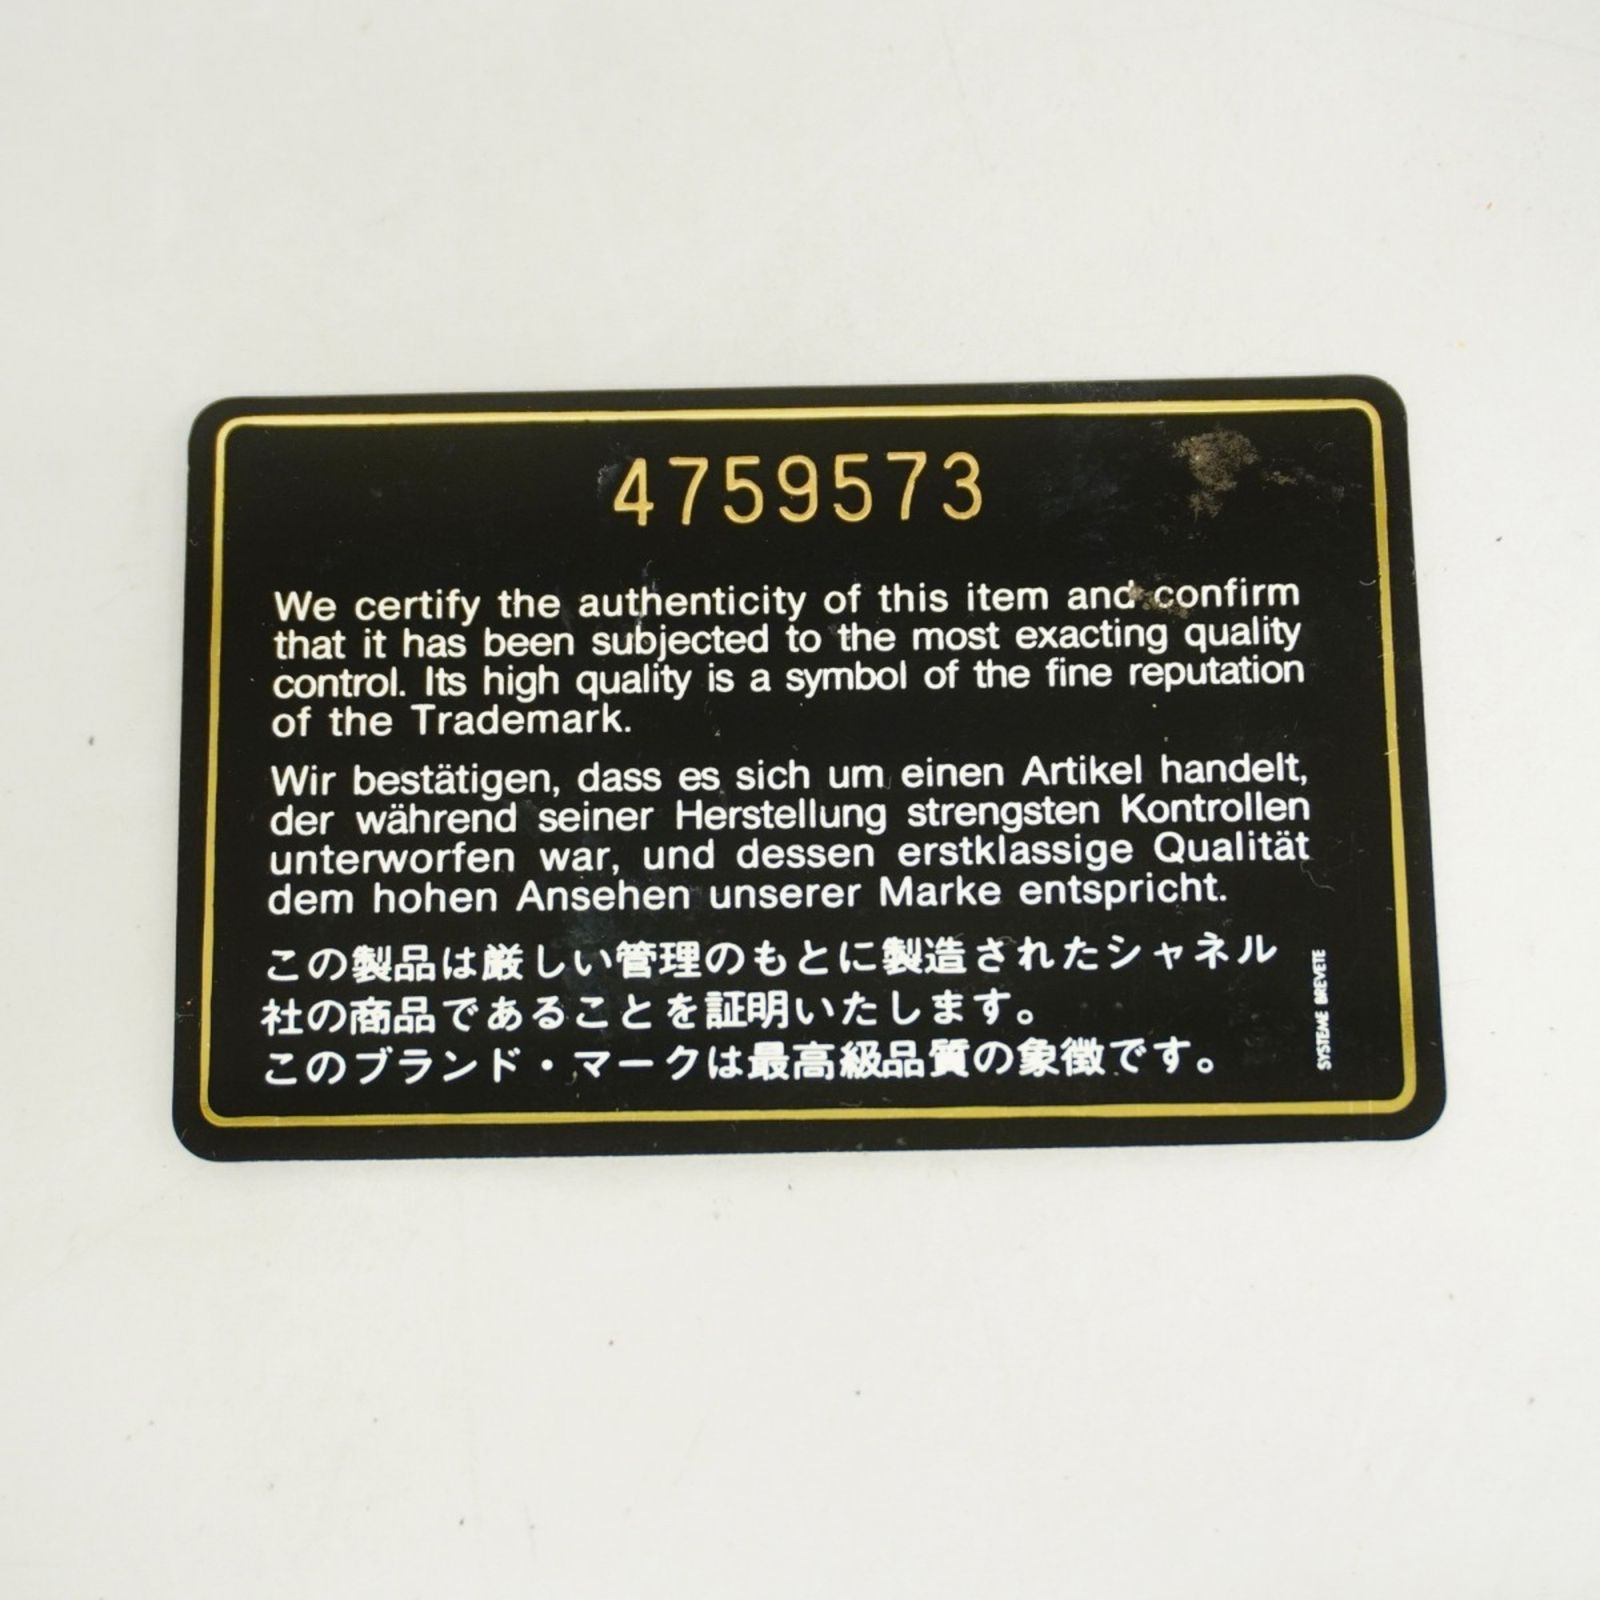 4759573
We certify the authenticity of this item and confirm
that it has been subjected to the most exacting quality
control. Its high quality is a symbol of the fine reputation
of the Trademark.
Wir bestätigen, dass es sich um einen Artikel handelt,
der während seiner Herstellung strengsten Kontrollen
unterworfen war, und dessen erstklassige Qualität
dem hohen Ansehen unserer Marke entspricht.
この製品は厳しい管理のもとに製造されたシャネル
社の商品であることを証明いたします。
このブランド・マークは最高級品質の象徴です。
SYSTEME BREVETE